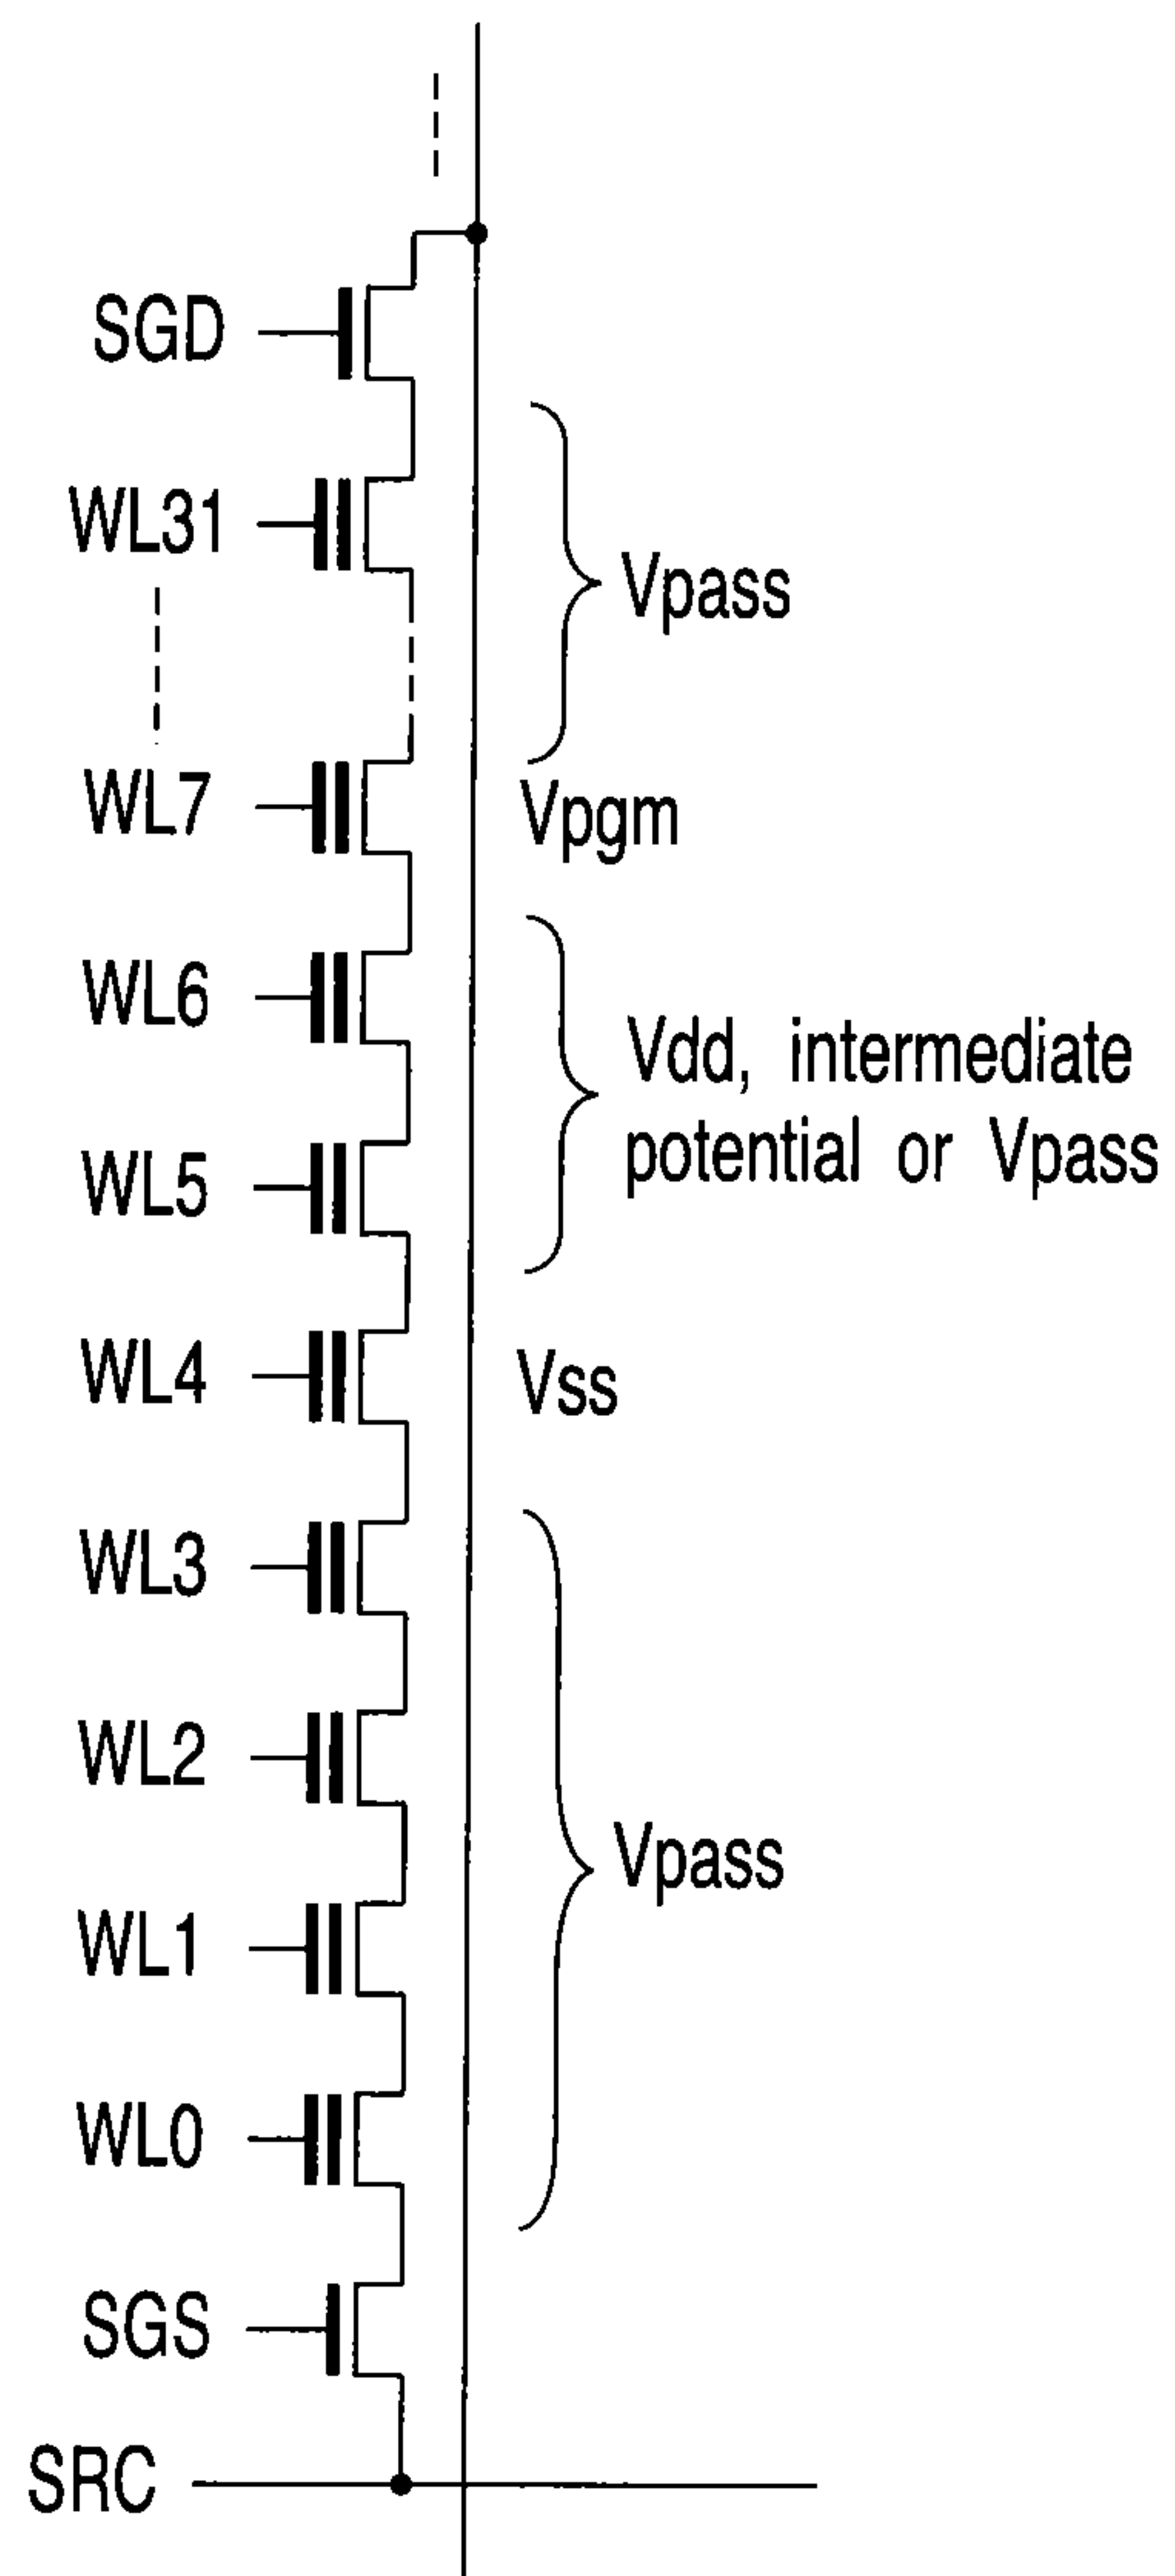 SGD
WL31
Vpass
WL7
Vpgm
WL6
Vdd, intermediate
potential or Vpass
WL5
WL4
Vss
WL3
WL2
Vpass
WL1
WL0
SGS
SRC